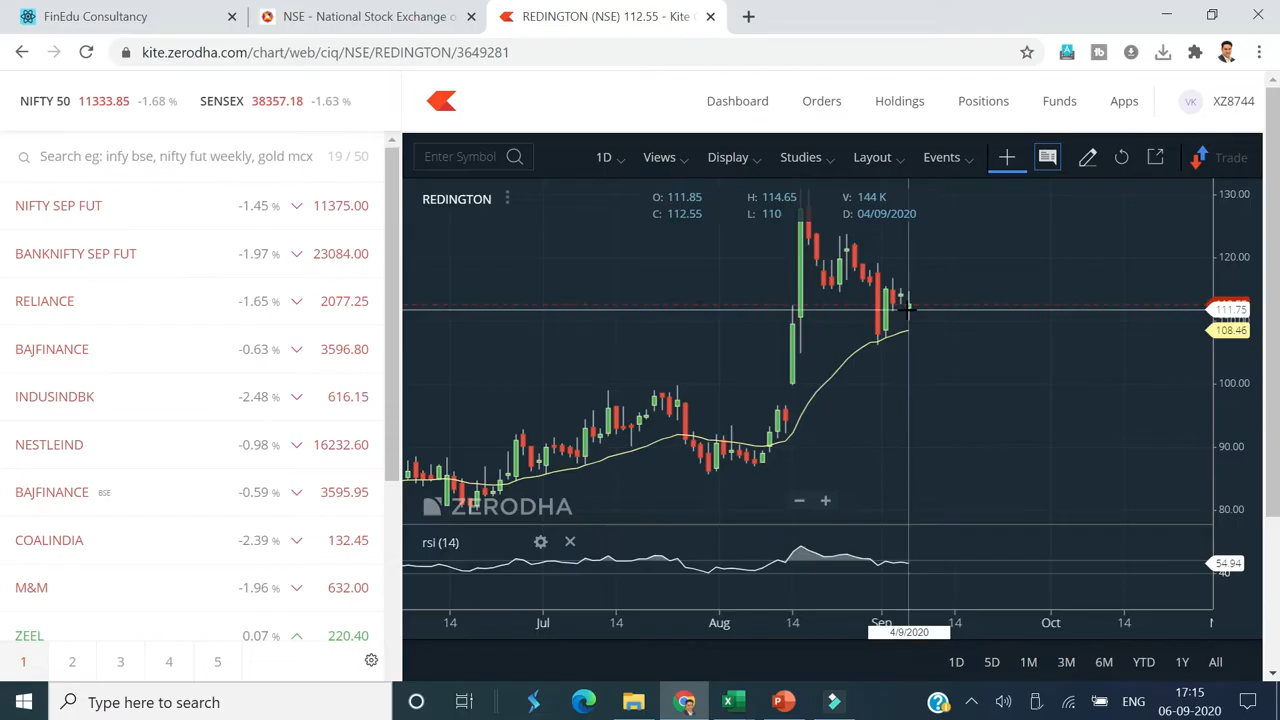 FinEdu Consultancy
NSE - National Stock Exchange o
REDINGTON (NSE) 112.55 - Kite
kite.zerodha.com/chart/web/ciq/NSE/REDINGTON/3649281
NIFTY 50 11333.85 -1.68 % SENSEX 38357.18 -1.63 %
Dashboard Orders Holdings Positions Funds Apps VK XZ8744
Search eg: infy bse, nifty fut weekly, gold mcx 19 / 50
NIFTY SEP FUT -1.45 % 11375.00
BANKNIFTY SEP FUT -1.97 % 23084.00
RELIANCE -1.65 % 2077.25
BAJFINANCE -0.63 % 3596.80
INDUSINDBK -2.48 % 616.15
NESTLEIND -0.98 % 16232.60
BAJFINANCE BSE -0.59 % 3595.95
COALINDIA -2.39 % 132.45
M&M -1.96 % 632.00
ZEEL 0.07 % 220.40
1 2 3 4 5
Enter Symbol 1D Views Display Studies Layout Events Trade
REDINGTON
O: 111.85 H: 114.65 V: 144 K
C: 112.55 L: 110 D: 04/09/2020
130.00
120.00
111.75
108.46
100.00
90.00
80.00
ZERODHA
rsi (14)
54.94
40
14 Jul 14 Aug 14 Sep 14 Oct 14
4/9/2020
1D 5D 1M 3M 6M YTD 1Y All
Type here to search
ENG
17:15
06-09-2020